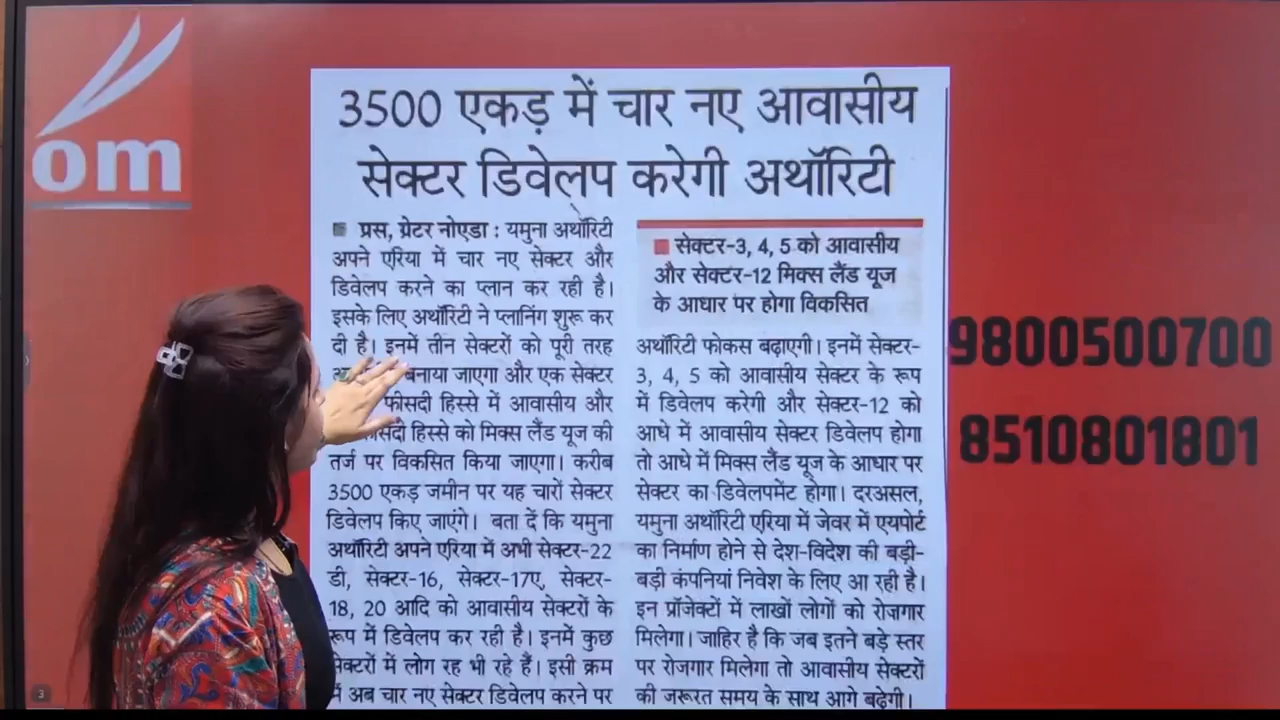 om
3500 एकड़ में चार नए आवासीय
सेक्टर डिवेलप करेगी अथॉरिटी
प्रस, ग्रेटर नोएडा : यमुना अथॉरिटी
अपने एरिया में चार नए सेक्टर और
डिवेलप करने का प्लान कर रही है।
इसके लिए अथॉरिटी ने प्लानिंग शुरू कर
दी है। इनमें तीन सेक्टरों को पूरी तरह
बनाया जाएगा और एक सेक्टर
फीसदी हिस्से में आवासीय और
हिस्से को मिक्स लैंड यूज की
तर्ज पर विकसित किया जाएगा। करीब
3500 एकड़ जमीन पर यह चारों सेक्टर
डिवेलप किए जाएंगे। बता दें कि यमुना
अथॉरिटी अपने एरिया में अभी सेक्टर-22
डी, सेक्टर-16, सेक्टर-17ए, सेक्टर-
18, 20 आदि को आवासीय सेक्टरों के
रूप में डिवेलप कर रही है। इनमें कुछ
सेक्टरों में लोग रह भी रहे हैं। इसी क्रम
में अब चार नए सेक्टर डिवेलप करने पर
सेक्टर-3, 4, 5 को आवासीय
और सेक्टर-12 मिक्स लैंड यूज
के आधार पर होगा विकसित
अथॉरिटी फोकस बढ़ाएगी। इनमें सेक्टर-
3, 4, 5 को आवासीय सेक्टर के रूप
में डिवेलप करेगी और सेक्टर-12 को
आधे में आवासीय सेक्टर डिवेलप होगा
तो आधे में मिक्स लैंड यूज के आधार पर
सेक्टर का डिवेलपमेंट होगा। दरअसल,
यमुना अथॉरिटी एरिया में जेवर में एयपोर्ट
का निर्माण होने से देश-विदेश की बड़ी-
बड़ी कंपनियां निवेश के लिए आ रही है।
इन प्रॉजेक्टों में लाखों लोगों को रोजगार
मिलेगा। जाहिर है कि जब इतने बड़े स्तर
पर रोजगार मिलेगा तो आवासीय सेक्टरों
की जरूरत समय के साथ आगे बढ़ेगी।
9800500700
8510801801
3